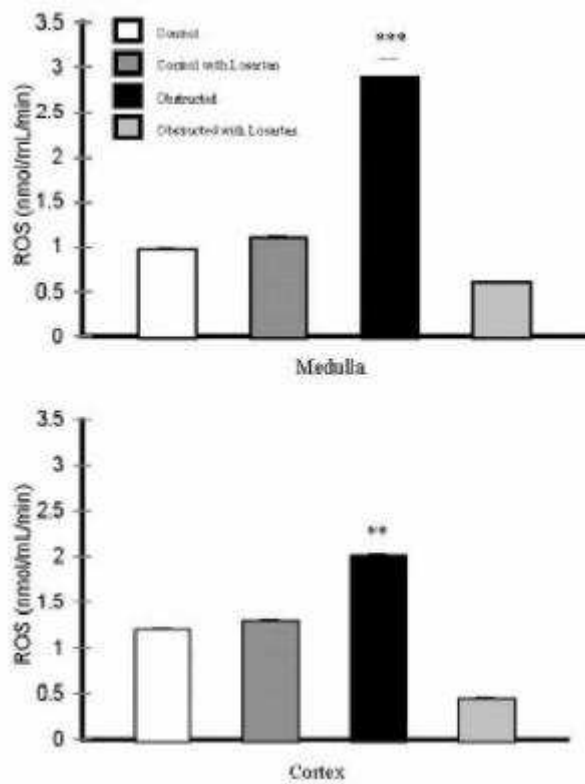 3.5
3
2.5
2
1.5
1
0.5
0
ROS (nmol/mL/min)
Control
Control with Losartan
Obstructed
Obstructed with Losartan
***
Medulla
3.5
3
2.5
2
1.5
1
0.5
0
ROS (nmol/mL/min)
**
Cortex